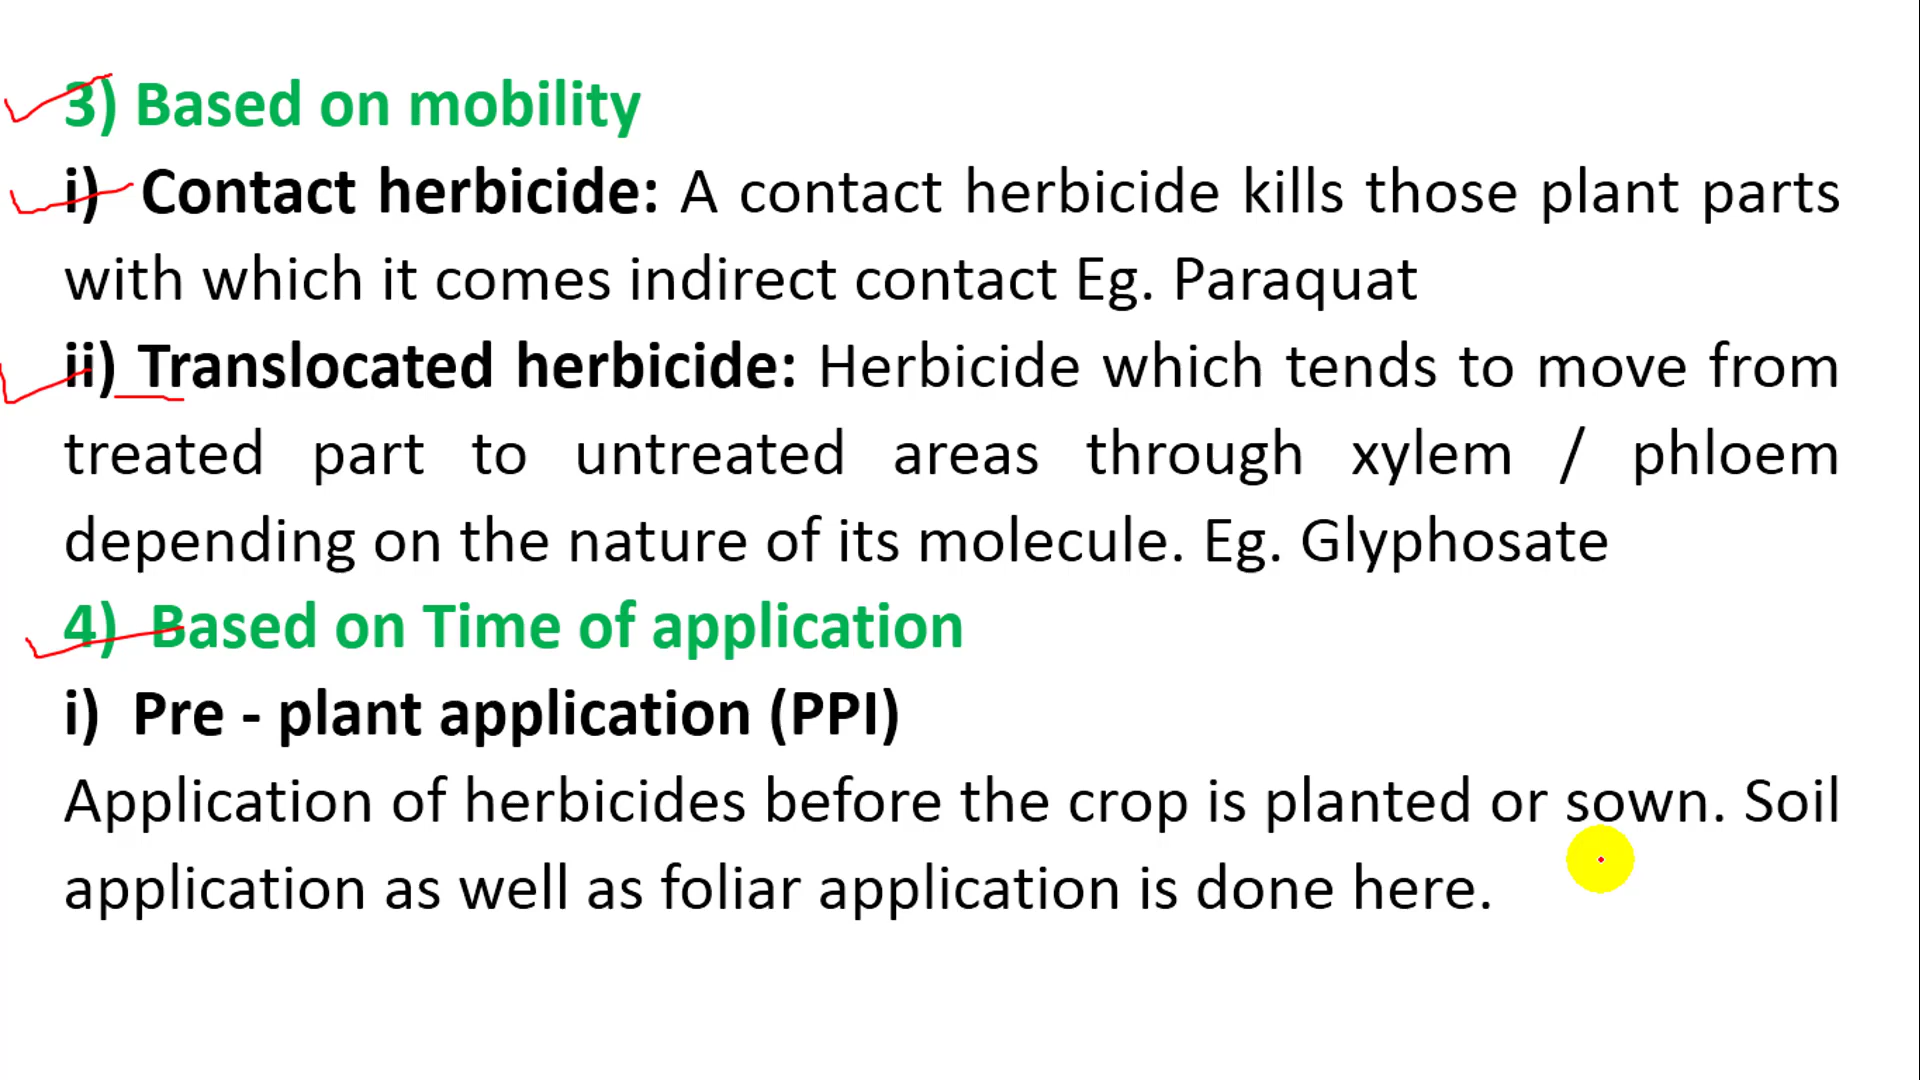 3) Based on mobility
i) Contact herbicide: A contact herbicide kills those plant parts
with which it comes indirect contact Eg. Paraquat
ii) Translocated herbicide: Herbicide which tends to move from
treated part to untreated areas through xylem / phloem
depending on the nature of its molecule. Eg. Glyphosate
4) Based on Time of application
i) Pre - plant application (PPI)
Application of herbicides before the crop is planted or sown. Soil
application as well as foliar application is done here.